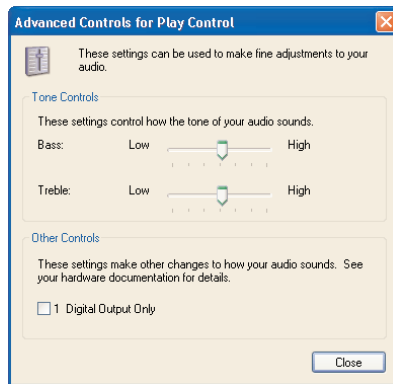 Advanced Controls for Play Control
These settings can be used to make fine adjustments to your
audio.
Tone Controls
These settings control how the tone of your audio sounds.
Bass: Low High
Treble: Low High
Other Controls
These settings make other changes to how your audio sounds. See
your hardware documentation for details.
1 Digital Output Only
Close